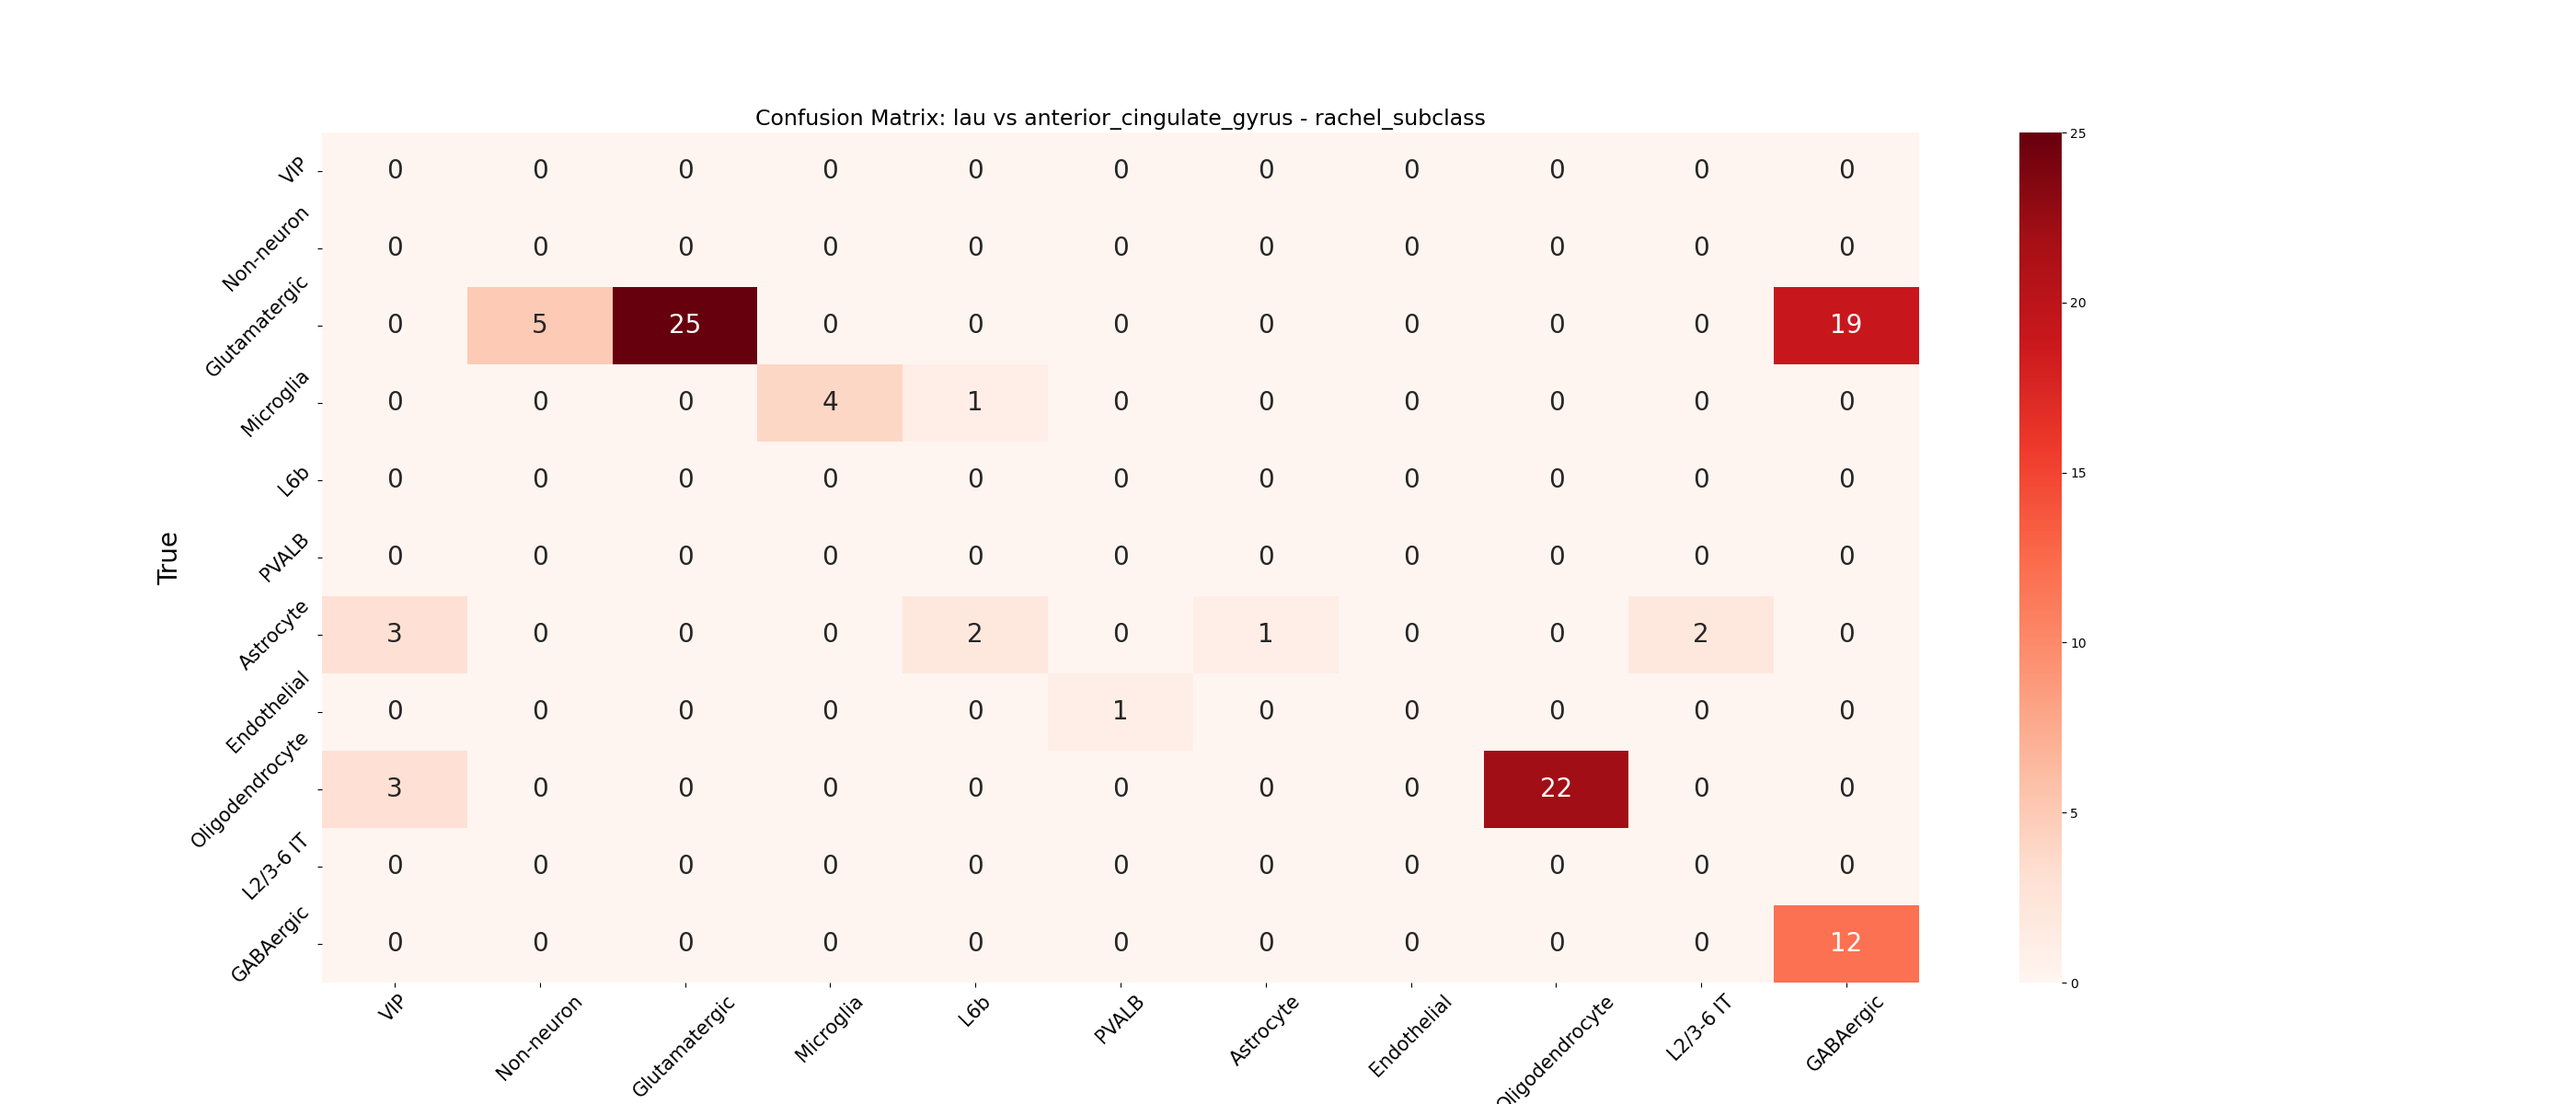 Confusion Matrix: lau vs anterior_cingulate_gyrus - rachel_subclass
True
VIP 0 0 0 0 0 0 0 0 0 0 0
Non-neuron 0 0 0 0 0 0 0 0 0 0 0
Glutamatergic 0 5 25 0 0 0 0 0 0 0 19
Microglia 0 0 0 4 1 0 0 0 0 0 0
L6b 0 0 0 0 0 0 0 0 0 0 0
PVALB 0 0 0 0 0 0 0 0 0 0 0
Astrocyte 3 0 0 0 2 0 1 0 0 2 0
Endothelial 0 0 0 0 0 1 0 0 0 0 0
Oligodendrocyte 3 0 0 0 0 0 0 0 22 0 0
L2/3-6 IT 0 0 0 0 0 0 0 0 0 0 0
GABAergic 0 0 0 0 0 0 0 0 0 0 12
VIP Non-neuron Glutamatergic Microglia L6b PVALB Astrocyte Endothelial Oligodendrocyte L2/3-6 IT GABAergic
25
20
15
10
5
0